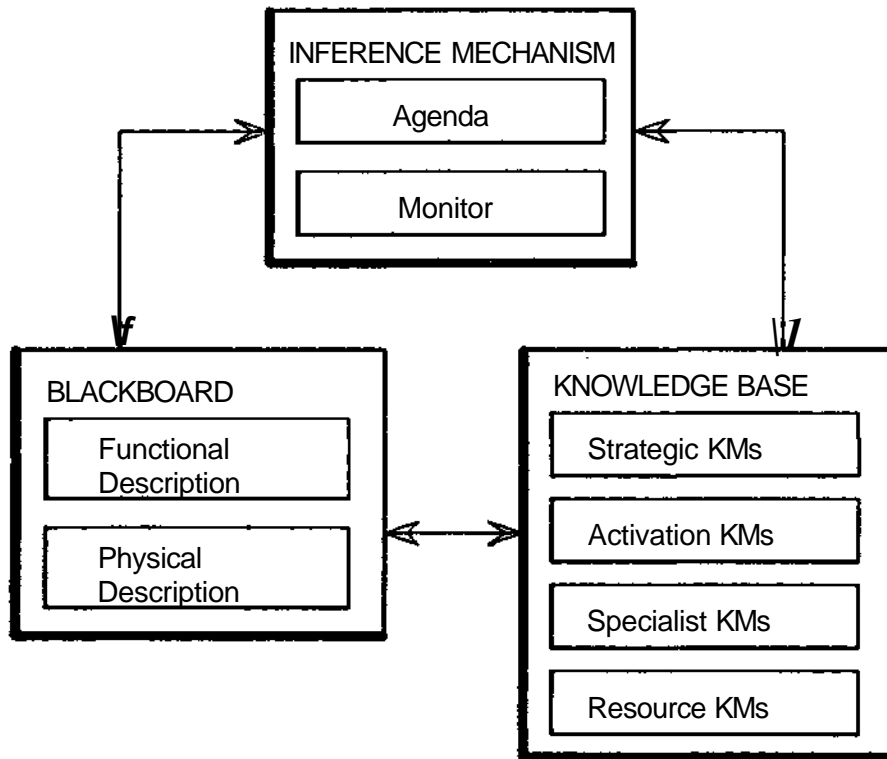 INFERENCE MECHANISM
Agenda
Monitor
BLACKBOARD
Functional
Description
Physical
Description
KNOWLEDGE BASE
Strategic KMs
Activation KMs
Specialist KMs
Resource KMs